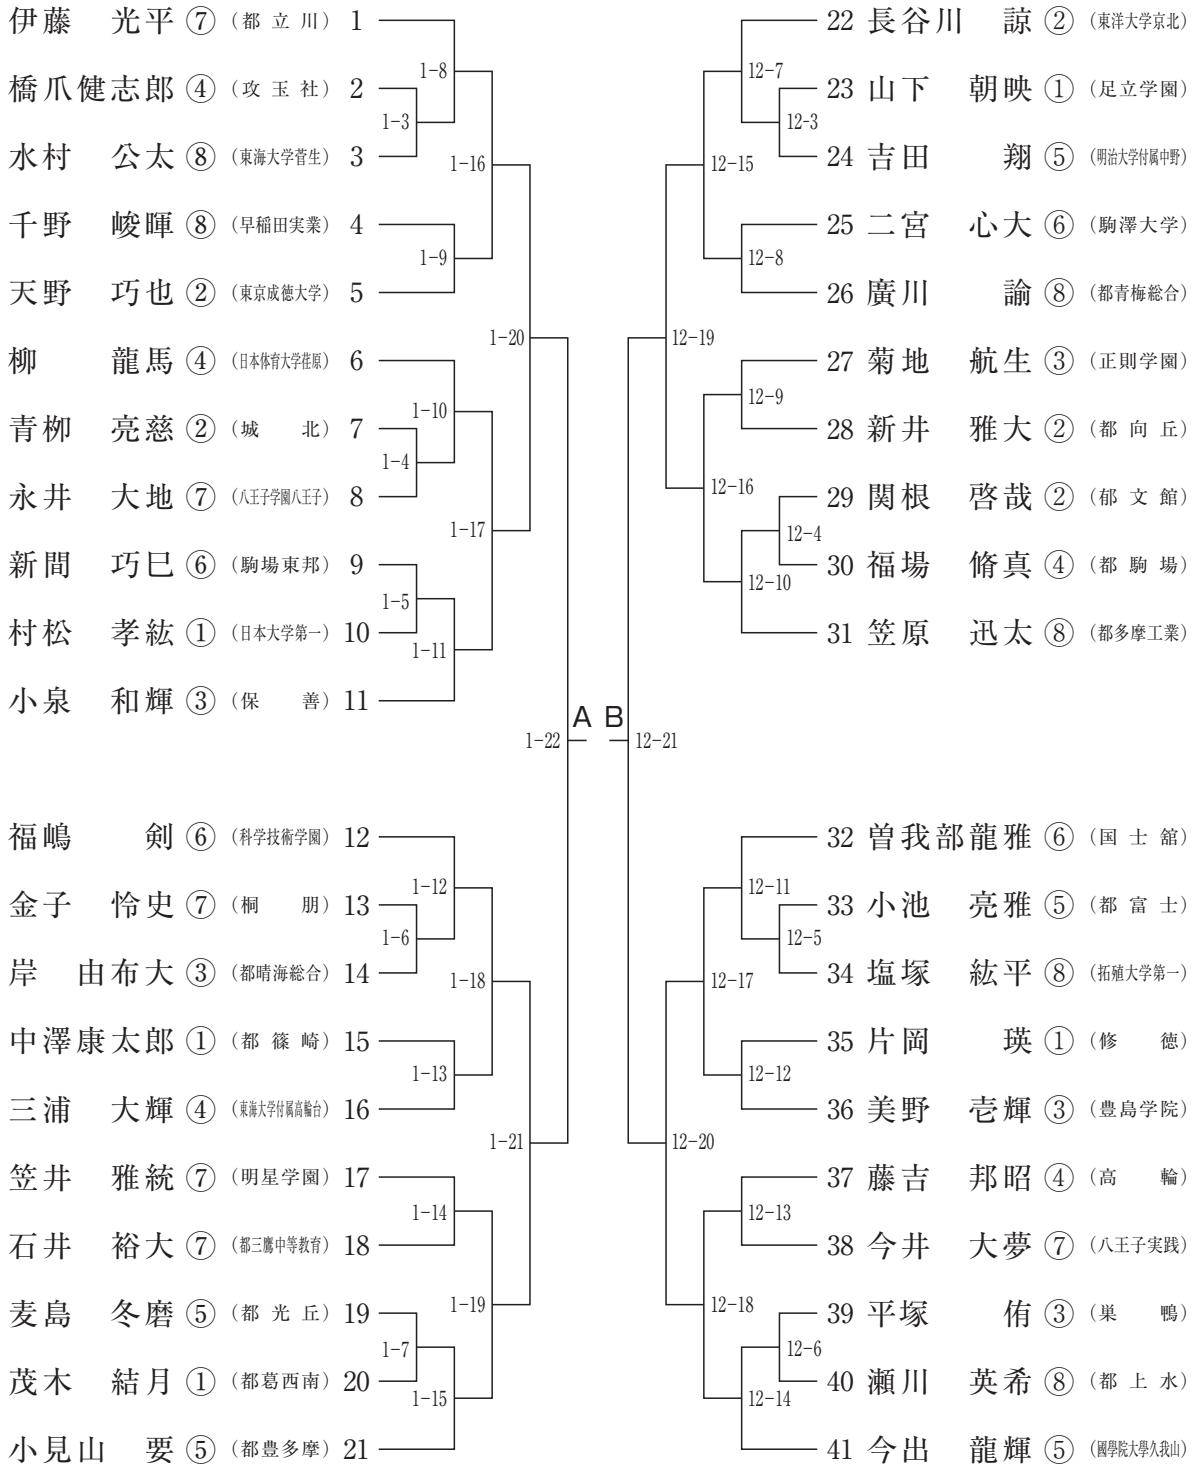 伊藤 光平 ⑦ (都立川) 1
1-8
橋爪健志郎 ④ (攻玉社) 2
1-3
水村 公太 ⑧ (東海大学菅生) 3
1-16
千野 峻暉 ⑧ (早稲田実業) 4
1-9
天野 巧也 ② (東京成徳大学) 5
1-20
柳 龍馬 ④ (日本体育大学荏原) 6
1-10
青栁 亮慈 ② (城北) 7
1-4
永井 大地 ⑦ (八王子学園八王子) 8
1-17
新間 巧巳 ⑥ (駒場東邦) 9
1-5
村松 孝紘 ① (日本大学第一) 10
1-11
小泉 和輝 ③ (保善) 11
1-22
A
福嶋 剣 ⑥ (科学技術学園) 12
1-12
金子 怜史 ⑦ (桐朋) 13
1-6
岸 由布大 ③ (都晴海総合) 14
1-18
中澤康太郎 ① (都篠崎) 15
1-13
三浦 大輝 ④ (東海大学付属高輪台) 16
1-21
笠井 雅統 ⑦ (明星学園) 17
1-14
石井 裕大 ⑦ (都三鷹中等教育) 18
1-19
麦島 冬磨 ⑤ (都光丘) 19
1-7
茂木 結月 ① (都葛西南) 20
1-15
小見山 要 ⑤ (都豊多摩) 21
22 長谷川 諒 ② (東洋大学京北)
12-7
23 山下 朝映 ① (足立学園)
12-3
24 吉田 翔 ⑤ (明治大学付属中野)
12-15
25 二宮 心大 ⑥ (駒澤大学)
12-8
26 廣川 諭 ⑧ (都青梅総合)
12-19
27 菊地 航生 ③ (正則学園)
12-9
28 新井 雅大 ② (都向丘)
12-16
29 関根 啓哉 ② (郁文館)
12-4
30 福場 脩真 ④ (都駒場)
12-10
31 笠原 迅太 ⑧ (都多摩工業)
B
12-21
32 曽我部龍雅 ⑥ (国士舘)
12-11
33 小池 亮雅 ⑤ (都富士)
12-5
34 塩塚 紘平 ⑧ (拓殖大学第一)
12-17
35 片岡 瑛 ① (修徳)
12-12
36 美野 壱輝 ③ (豊島学院)
12-20
37 藤吉 邦昭 ④ (高輪)
12-13
38 今井 大夢 ⑦ (八王子実践)
12-18
39 平塚 侑 ③ (巣鴨)
12-6
40 瀬川 英希 ⑧ (都上水)
12-14
41 今出 龍輝 ⑤ (國學院大學久我山)